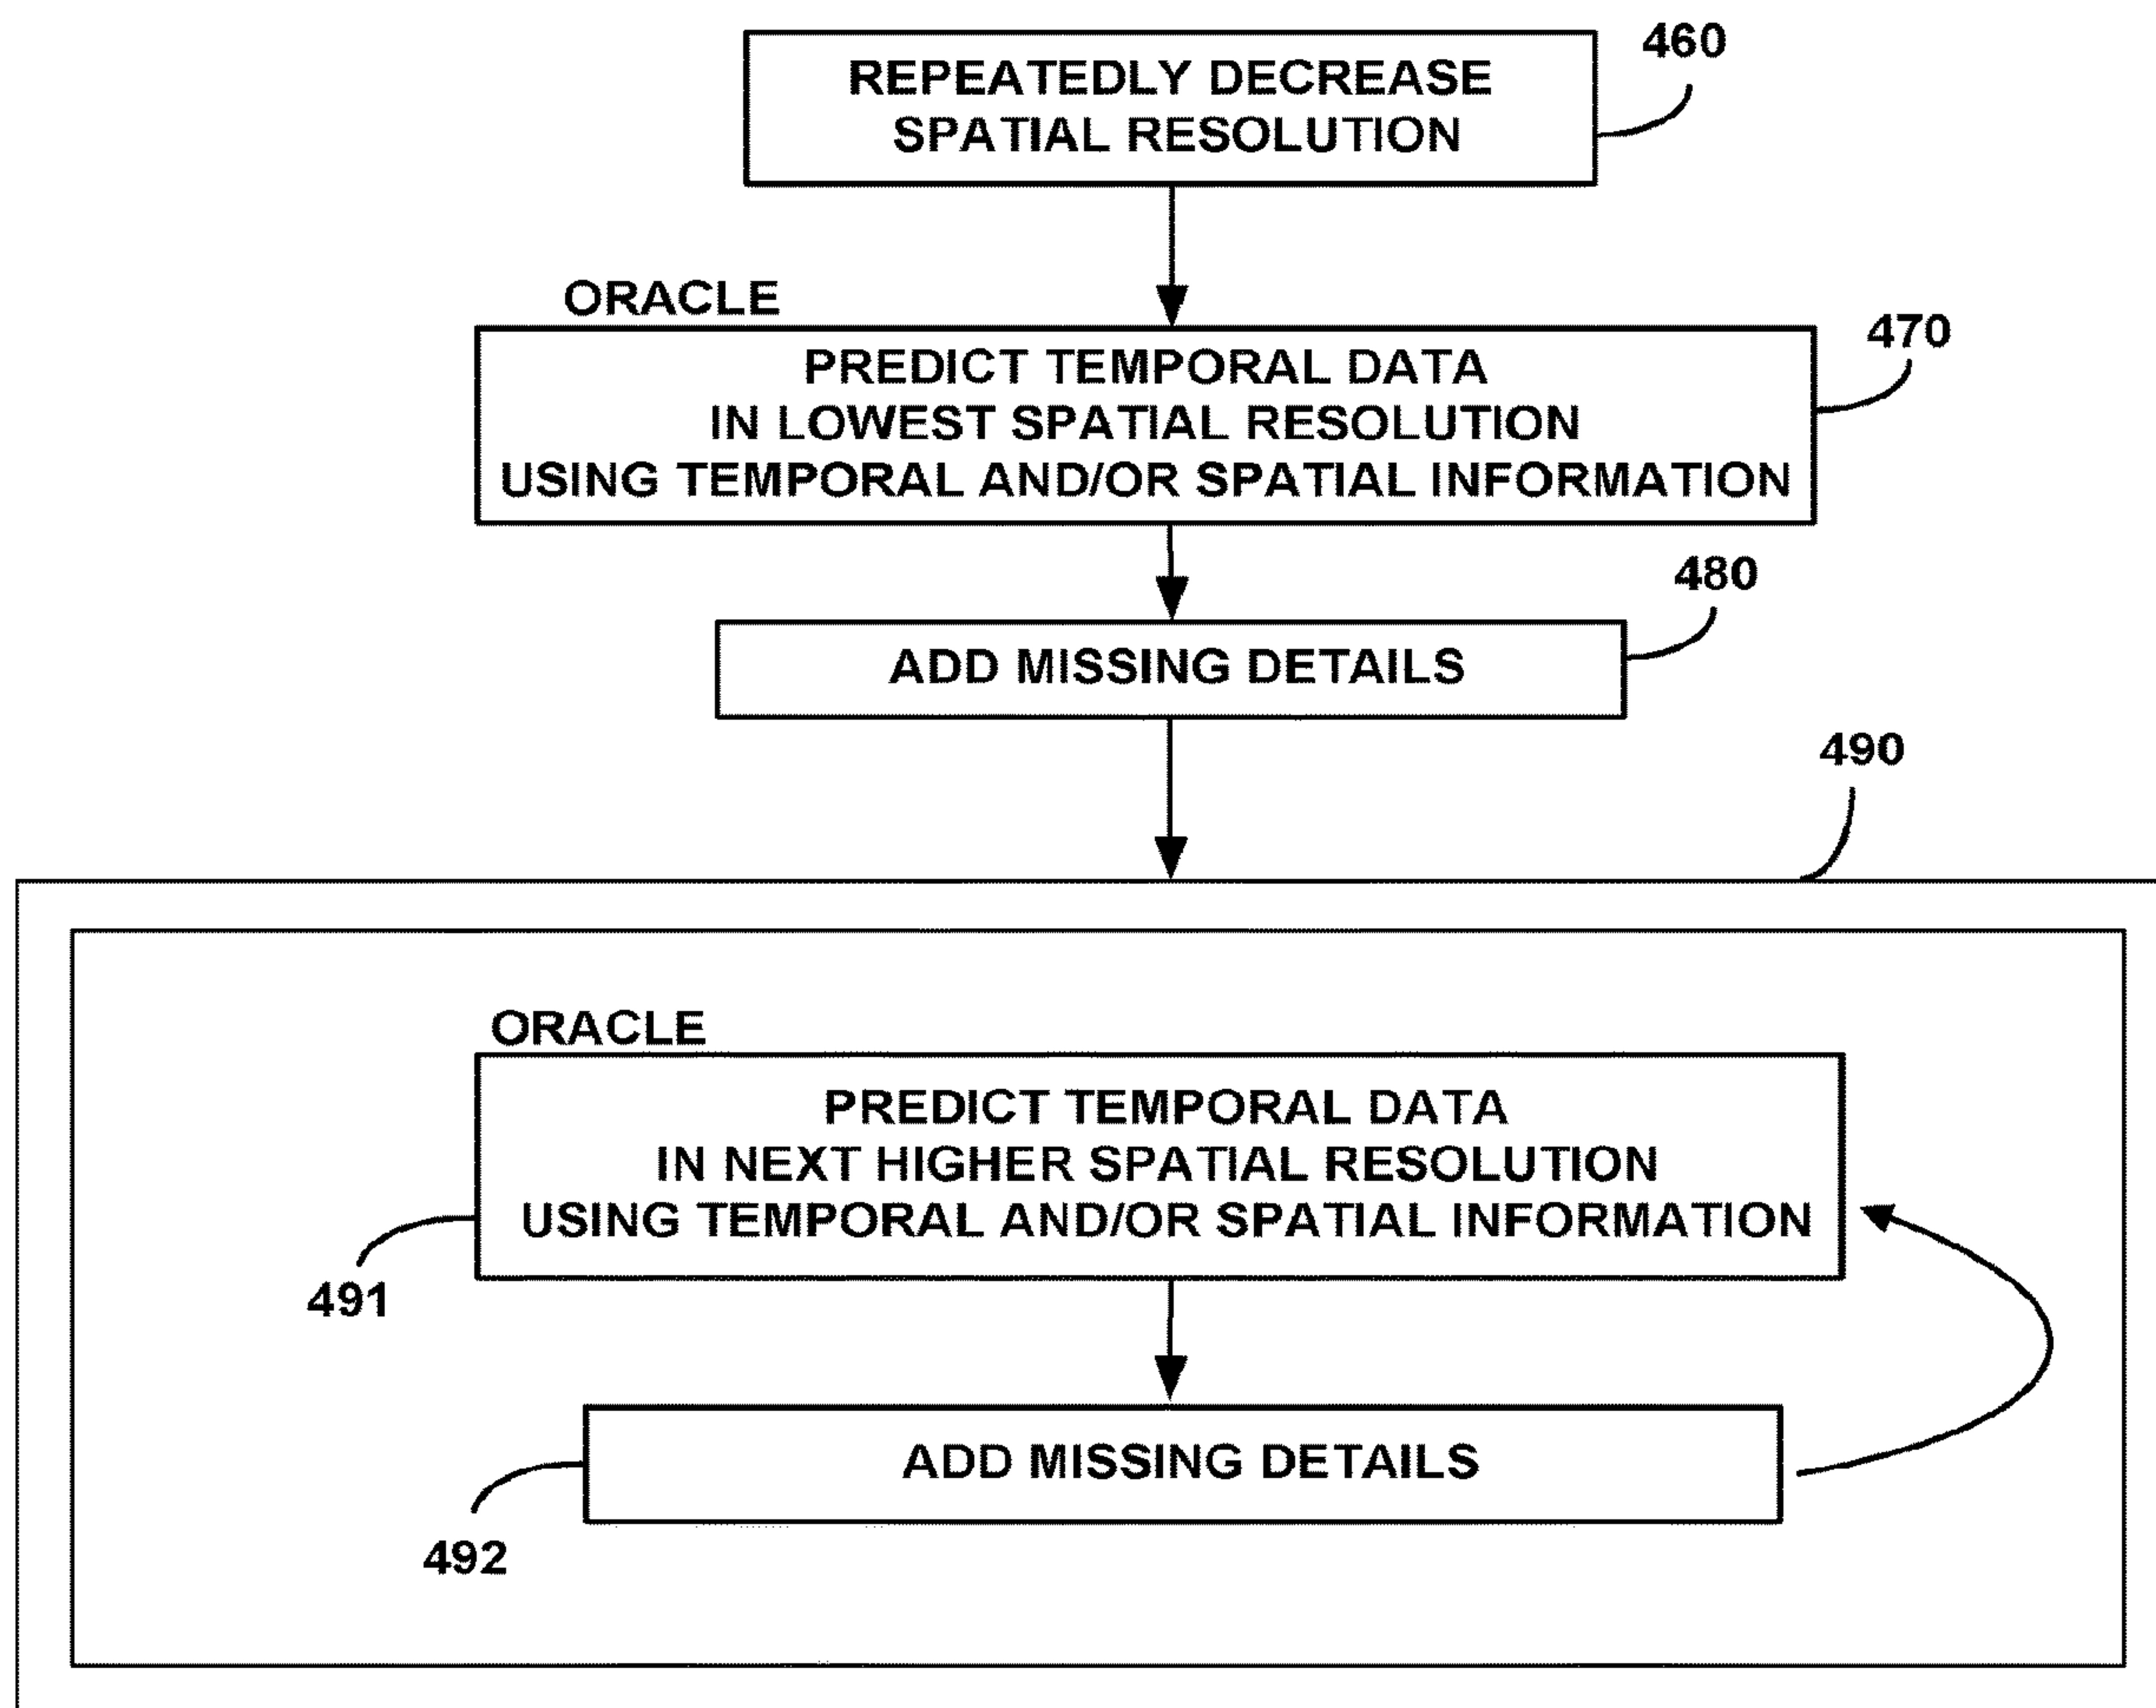 460
REPEATEDLY DECREASE
SPATIAL RESOLUTION
ORACLE
470
PREDICT TEMPORAL DATA
IN LOWEST SPATIAL RESOLUTION
USING TEMPORAL AND/OR SPATIAL INFORMATION
480
ADD MISSING DETAILS
490
ORACLE
PREDICT TEMPORAL DATA
IN NEXT HIGHER SPATIAL RESOLUTION
USING TEMPORAL AND/OR SPATIAL INFORMATION
491
ADD MISSING DETAILS
492